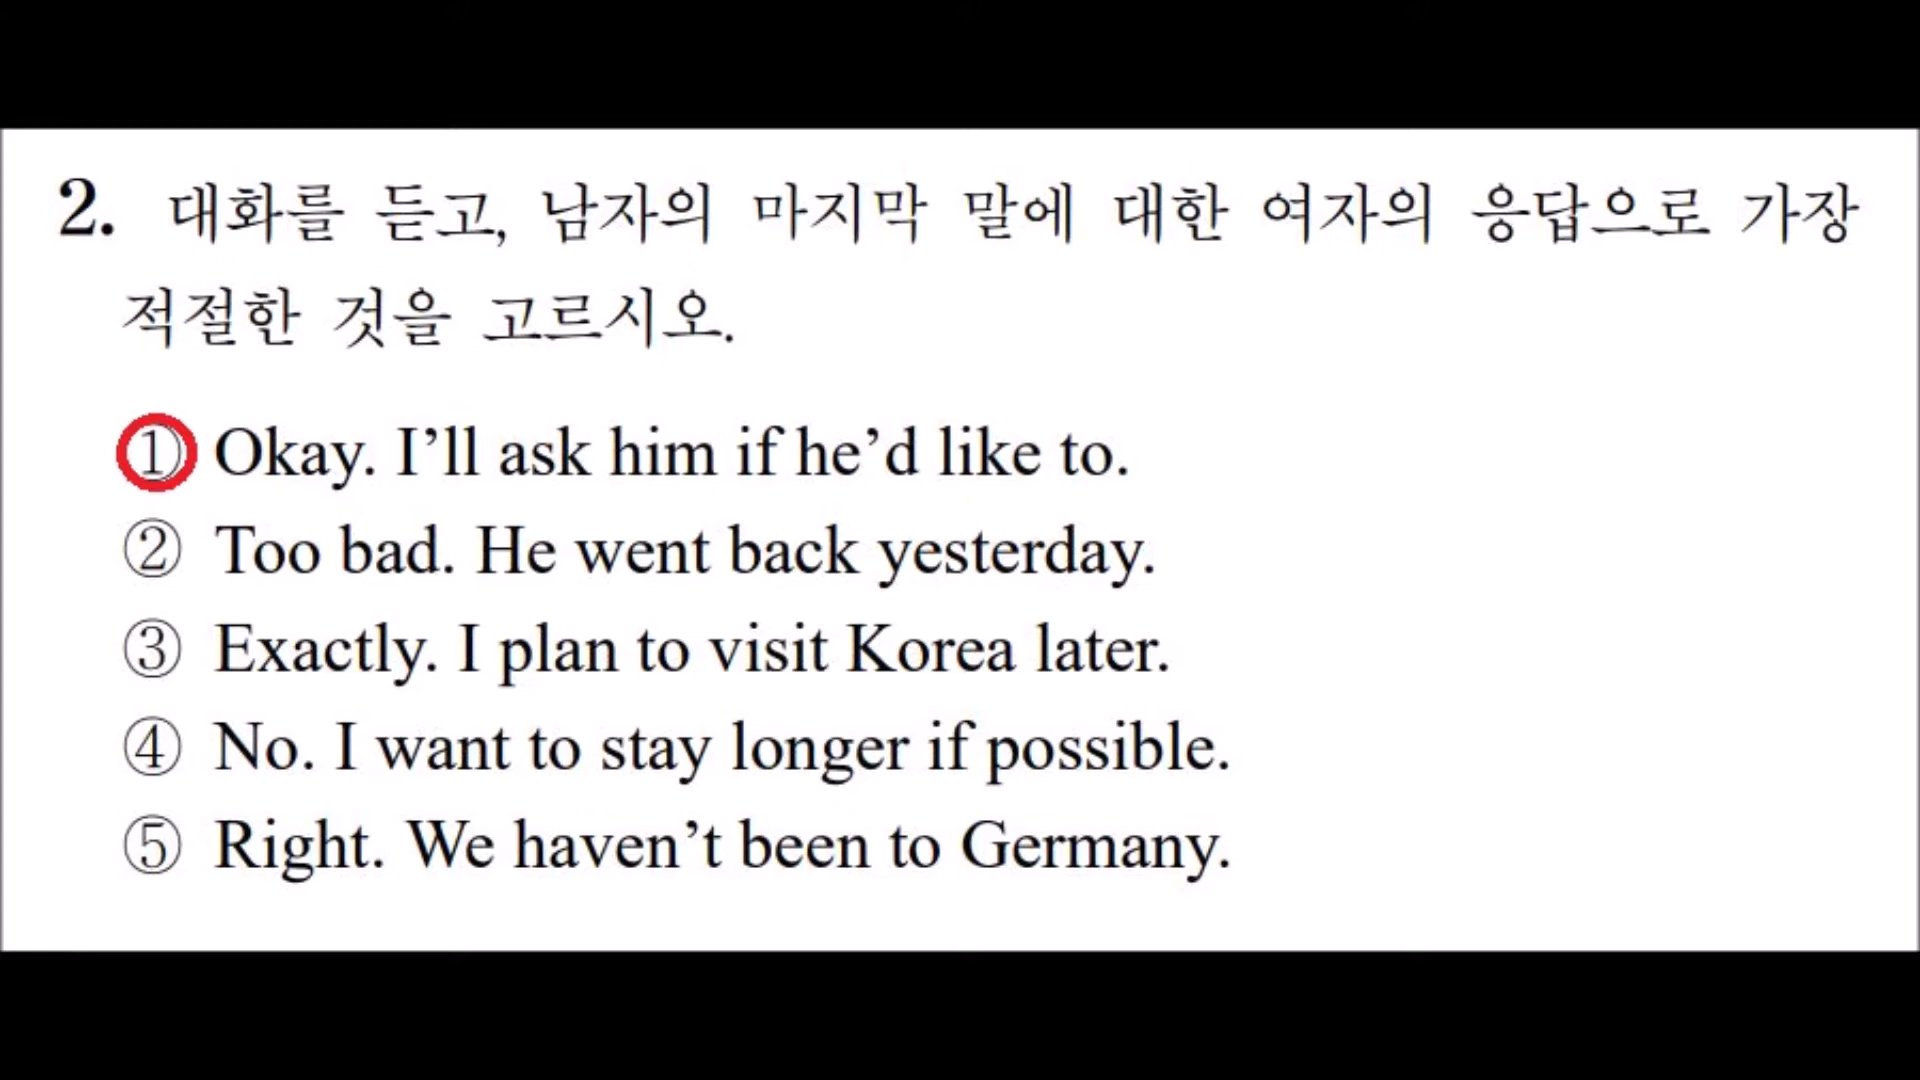 2. 대화를 듣고, 남자의 마지막 말에 대한 여자의 응답으로 가장
적절한 것을 고르시오.
① Okay. I’ll ask him if he’d like to.
② Too bad. He went back yesterday.
③ Exactly. I plan to visit Korea later.
④ No. I want to stay longer if possible.
⑤ Right. We haven’t been to Germany.